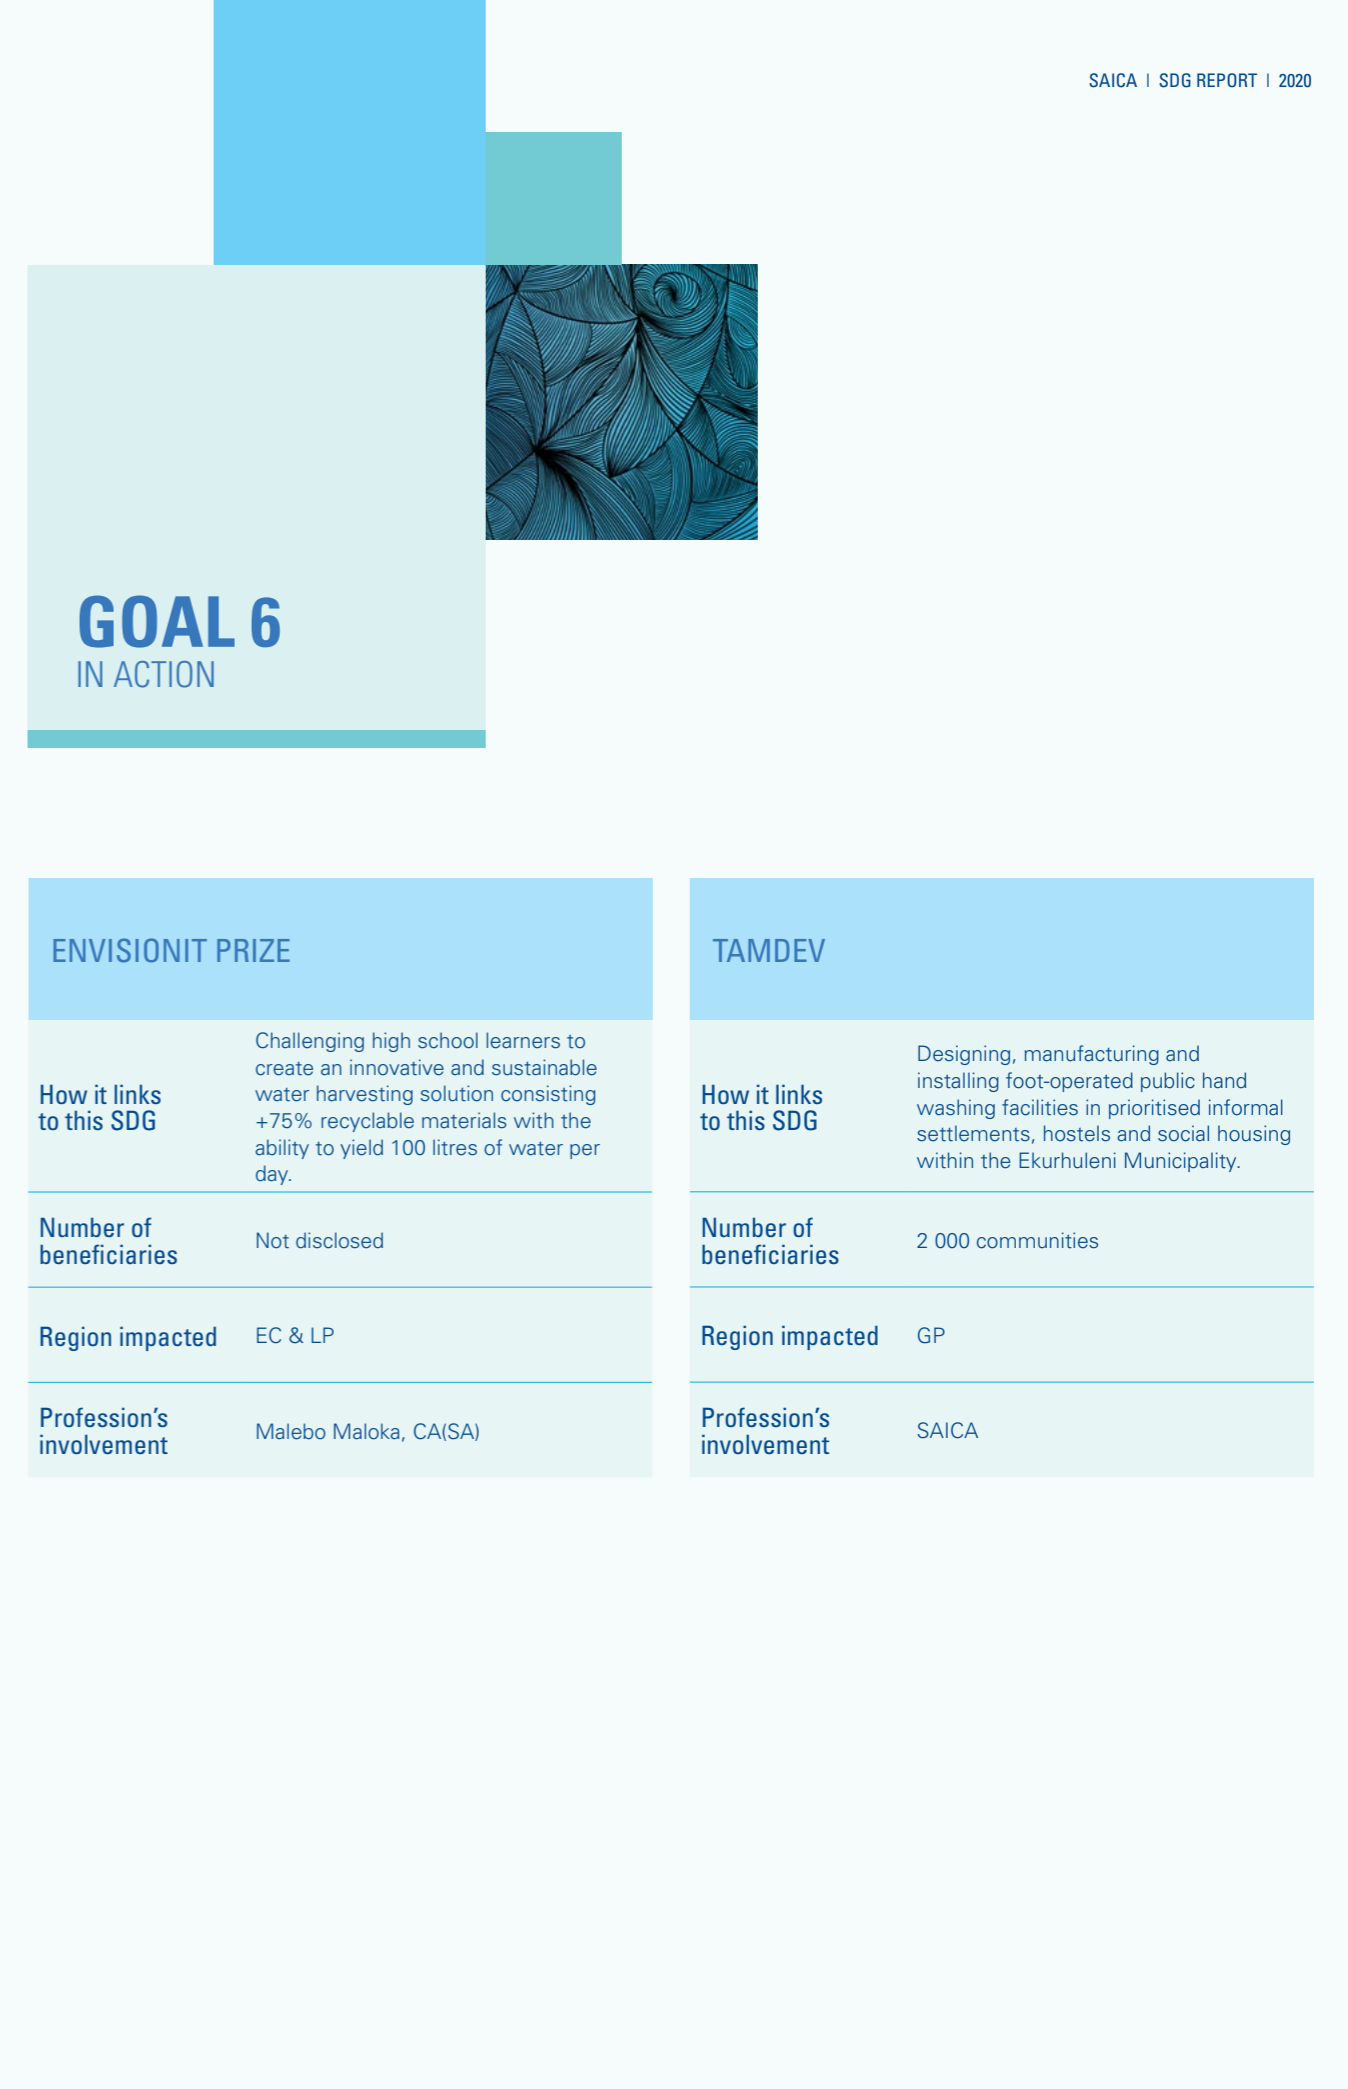 SAICA | SDG REPORT | 2020
GOAL 6
IN ACTION
ENVISIONIT PRIZE
How it links
to this SDG
Challenging high school learners to
create an innovative and sustainable
water harvesting solution consisting
+75% recyclable materials with the
ability to yield 100 litres of water per
day.
Number of
beneficiaries
Not disclosed
Region impacted
EC & LP
Profession’s
involvement
Malebo Maloka, CA(SA)
TAMDEV
How it links
to this SDG
Designing, manufacturing and
installing foot-operated public hand
washing facilities in prioritised informal
settlements, hostels and social housing
within the Ekurhuleni Municipality.
Number of
beneficiaries
2 000 communities
Region impacted
GP
Profession’s
involvement
SAICA